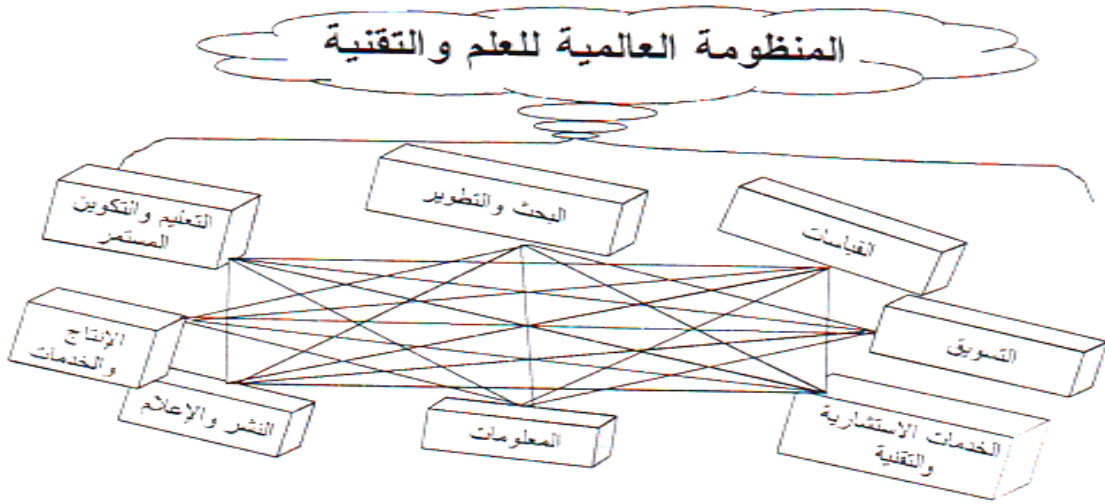 المنظومة العالمية للعلم والتقنية
القياسات
البحث والتطوير
التعليم والتكوين
المستمر
التسويق
الإنتاج
والخدمات
الخدمات الاستشارية
والتقنية
المعلومات
النشر والإعلام